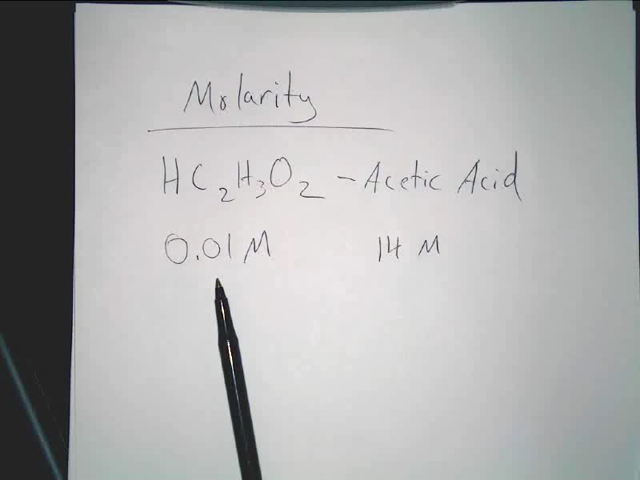 Molarity
HC₂H₃O₂ - Acetic Acid
0.01 M 14 M